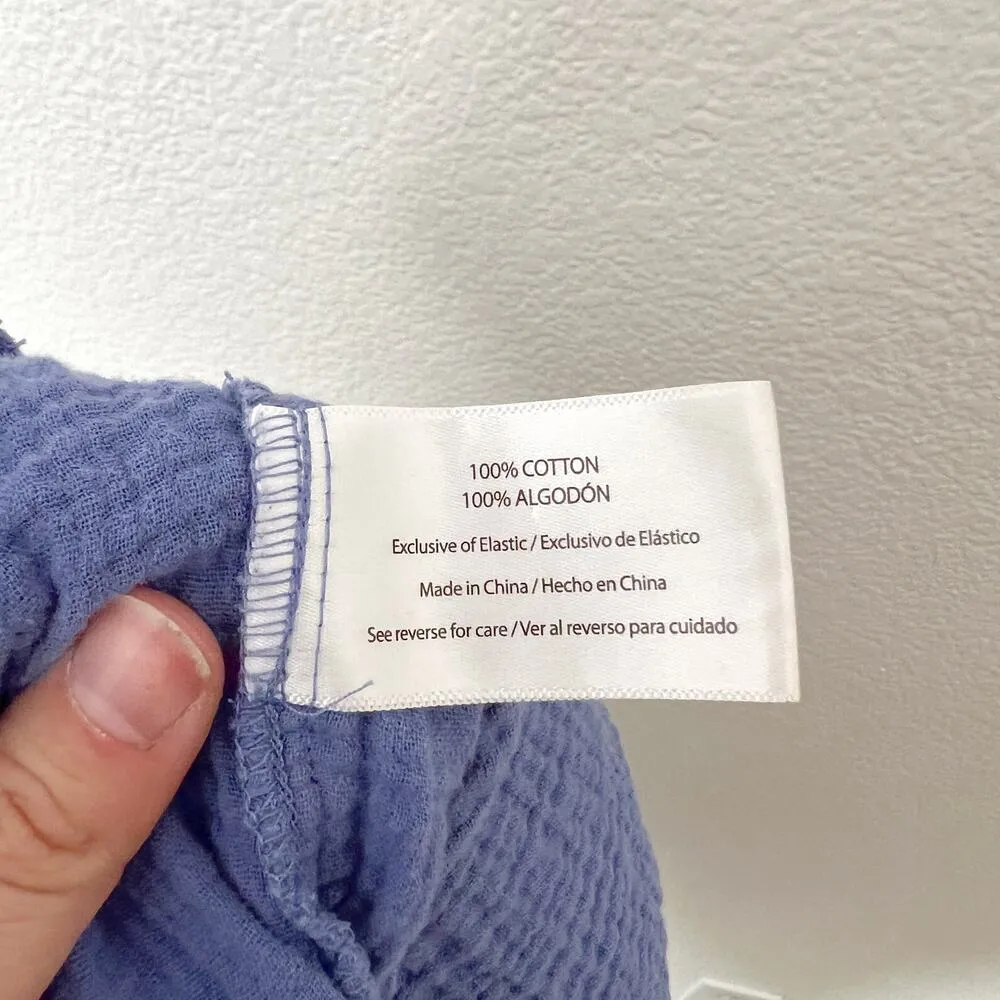 100% COTTON
100% ALGODÓN
Exclusive of Elastic / Exclusivo de Elástico
Made in China / Hecho en China
See reverse for care / Ver al reverso para cuidado